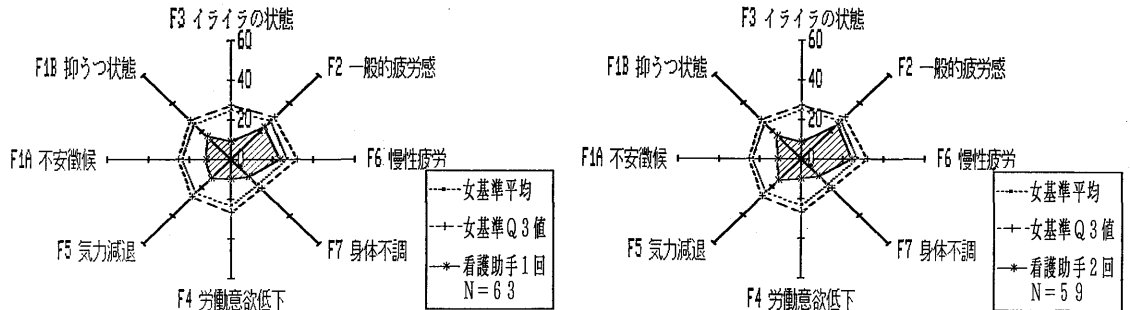 F3 イライラの状態
60
40
20
0
F1B 抑うつ状態
F2 一般的疲労感
F1A 不安徴候
F6 慢性疲労
F5 気力減退
F7 身体不調
F4 労働意欲低下
女基準平均
女基準Q3値
看護助手1回
N=63
F3 イライラの状態
60
40
20
0
F1B 抑うつ状態
F2 一般的疲労感
F1A 不安徴候
F6 慢性疲労
F5 気力減退
F7 身体不調
F4 労働意欲低下
女基準平均
女基準Q3値
看護助手2回
N=59